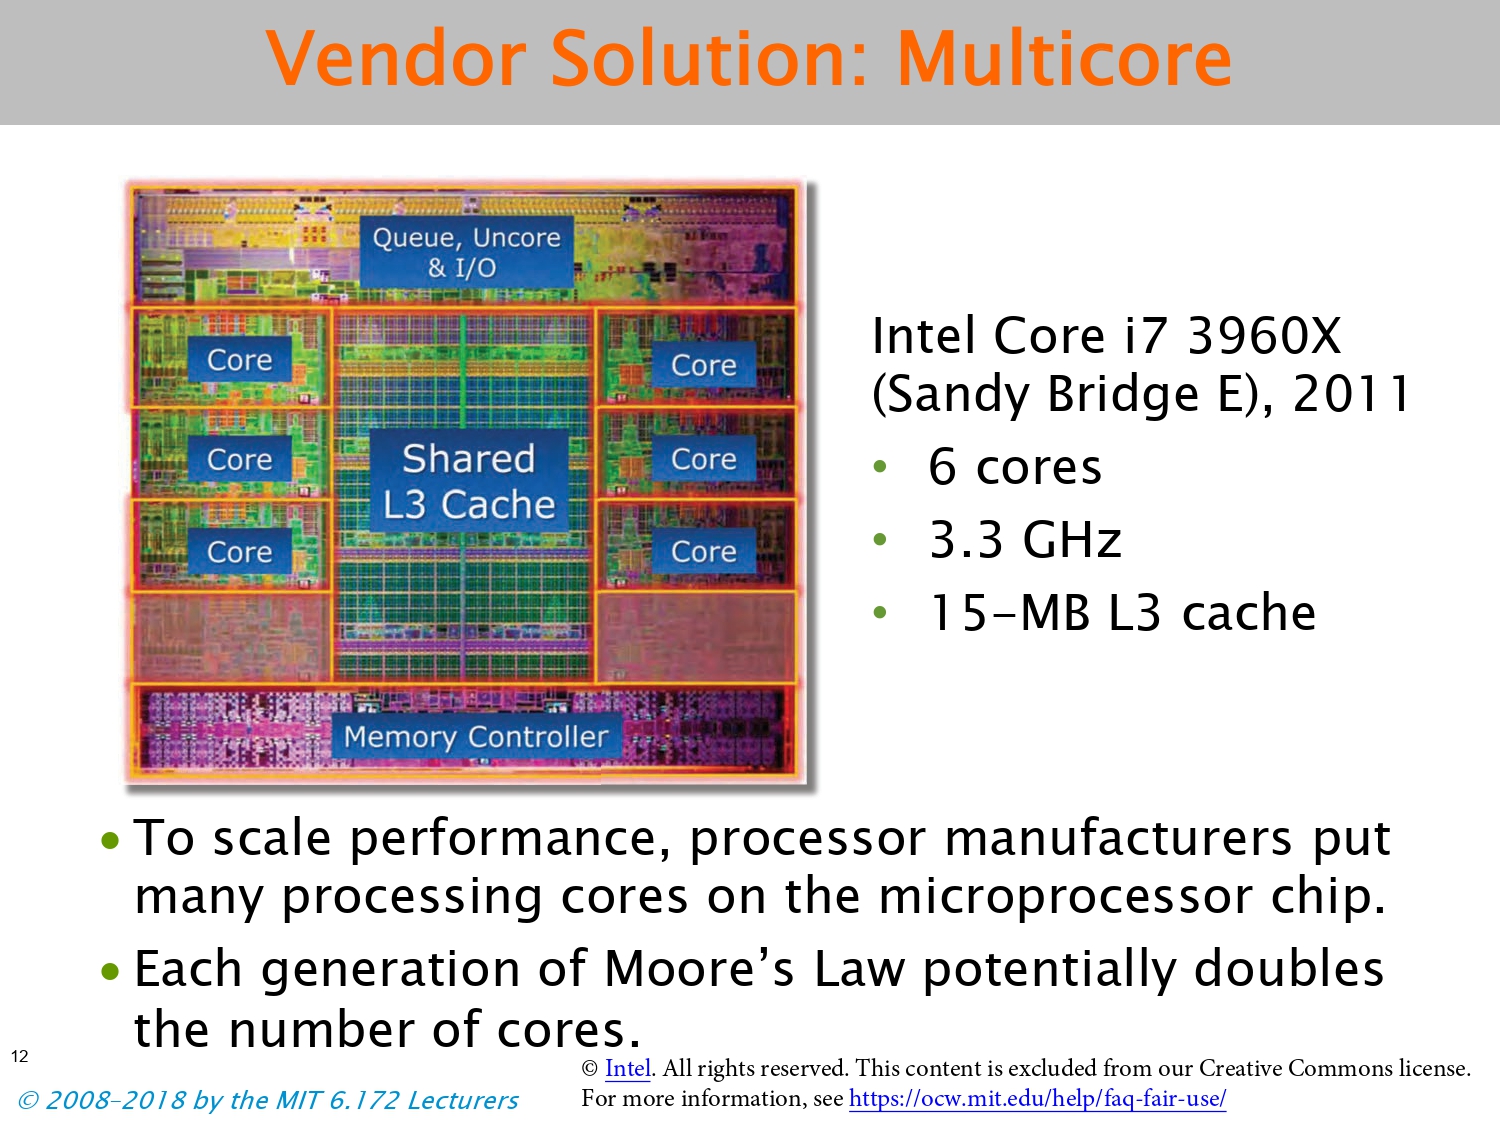 Vendor Solution: Multicore
Queue, Uncore
& I/O
Core
Core
Core
Core
Core
Core
Shared
L3 Cache
Memory Controller
Intel Core i7 3960X
(Sandy Bridge E), 2011
• 6 cores
• 3.3 GHz
• 15-MB L3 cache
• To scale performance, processor manufacturers put
many processing cores on the microprocessor chip.
• Each generation of Moore’s Law potentially doubles
the number of cores.
12
© 2008-2018 by the MIT 6.172 Lecturers
© Intel. All rights reserved. This content is excluded from our Creative Commons license.
For more information, see https://ocw.mit.edu/help/faq-fair-use/